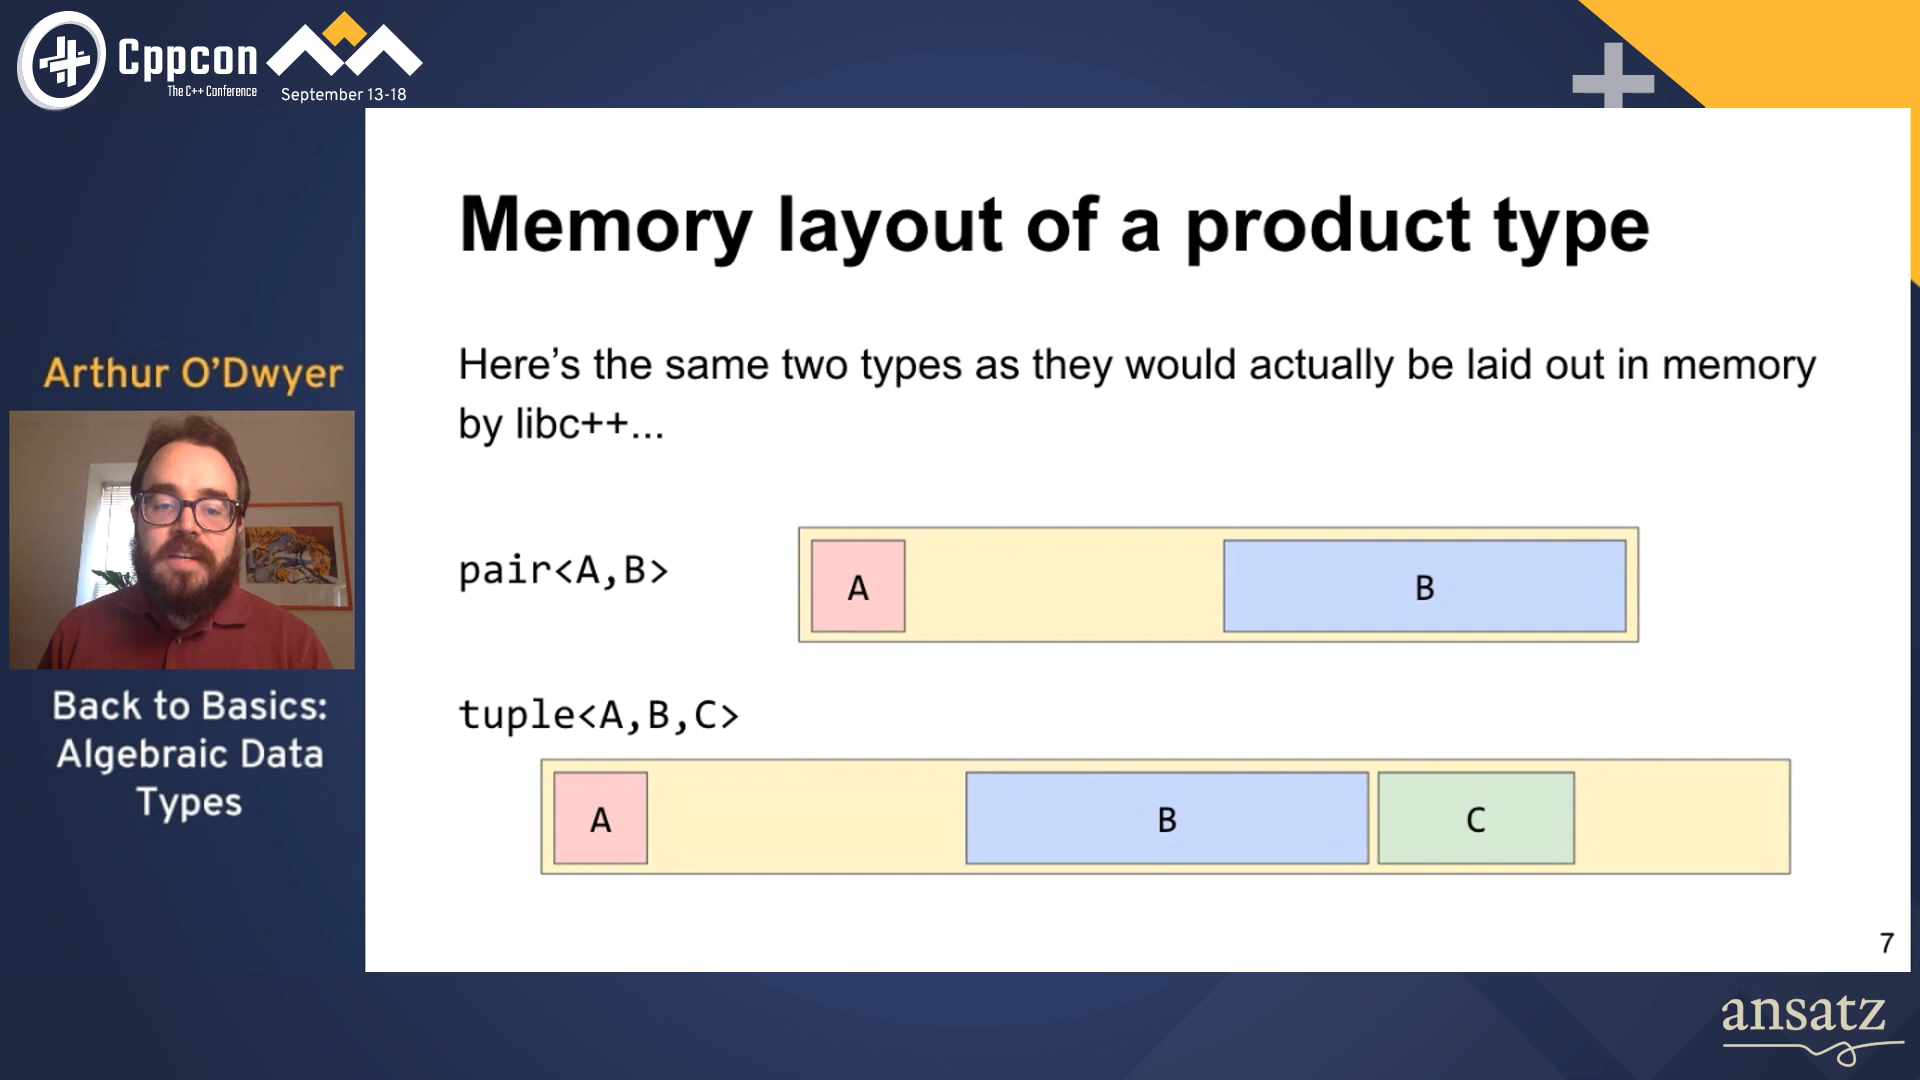 Cppcon
The C++ Conference
September 13-18
Arthur O'Dwyer
Back to Basics:
Algebraic Data
Types
Memory layout of a product type
Here’s the same two types as they would actually be laid out in memory
by libc++...
pair<A,B>
A
B
tuple<A,B,C>
A
B
C
7
ansatz